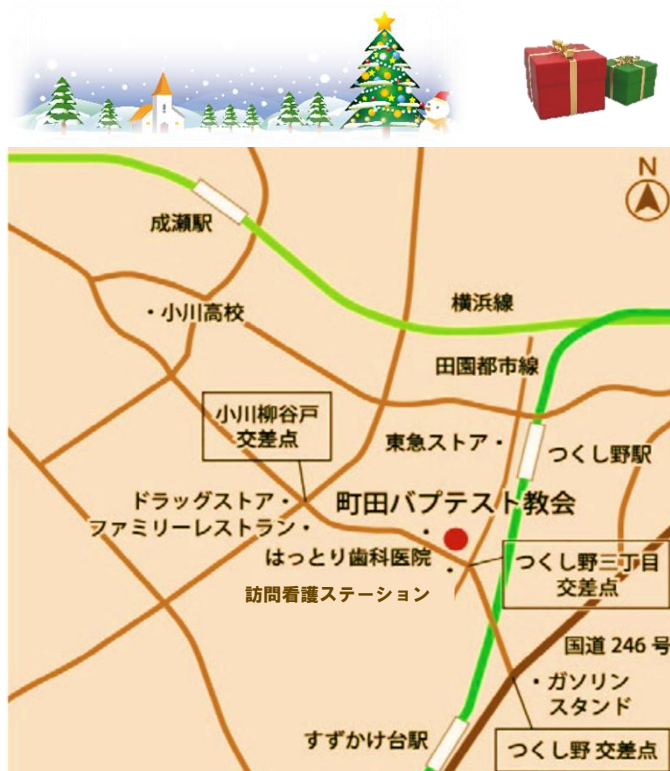 N
成瀬駅
横浜線
・小川高校
田園都市線
小川柳谷戸
交差点
東急ストア・
つくし野駅
ドラッグストア・
町田バプテスト教会
ファミリーレストラン・
はっとり歯科医院
つくし野三丁目
交差点
訪問看護ステーション
国道 246 号
・ガソリン
スタンド
すずかけ台駅
つくし野 交差点